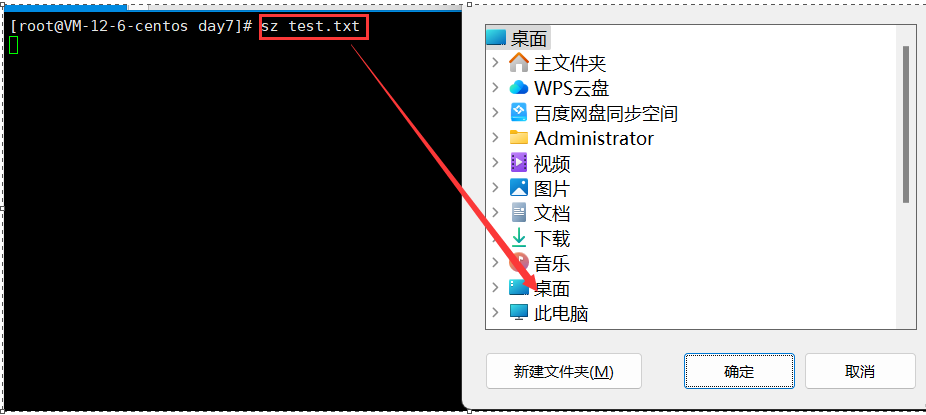 [root@VM-12-6-centos day7]# sz test.txt
桌面
主文件夹
WPS云盘
百度网盘同步空间
Administrator
视频
图片
文档
下载
音乐
桌面
此电脑
新建文件夹(M)
确定
取消